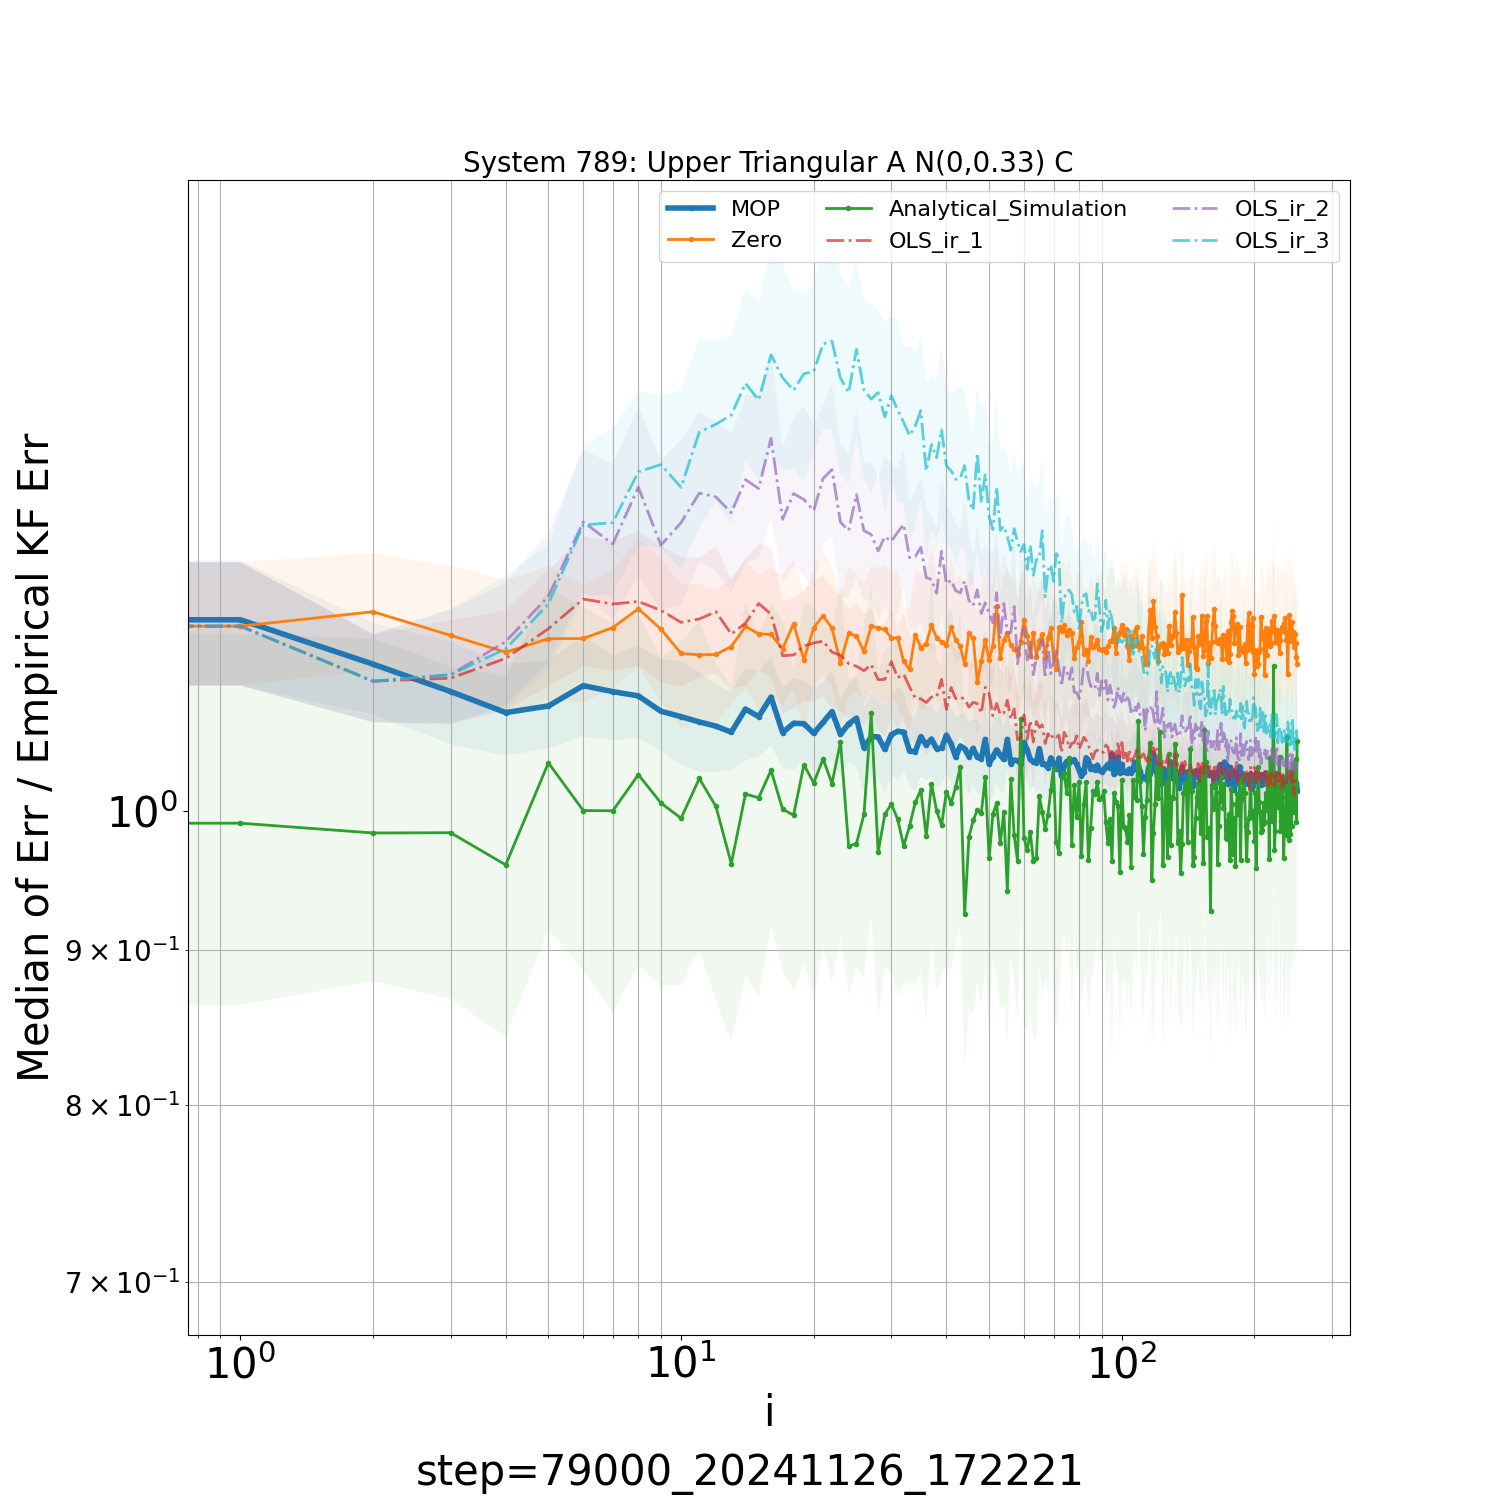 System 789: Upper Triangular A N(0,0.33) C
MOP
Zero
Analytical_Simulation
OLS_ir_1
OLS_ir_2
OLS_ir_3
Median of Err / Empirical KF Err
10⁰
9 × 10⁻¹
8 × 10⁻¹
7 × 10⁻¹
10⁰
10¹
10²
i
step=79000_20241126_172221